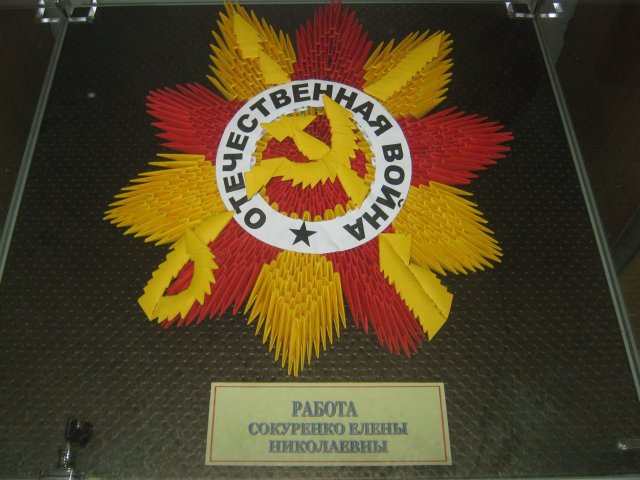 ОТЕЧЕСТВЕННАЯ ВОЙНА
РАБОТА
СОКУРЕНКО ЕЛЕНЫ
НИКОЛАЕВНЫ